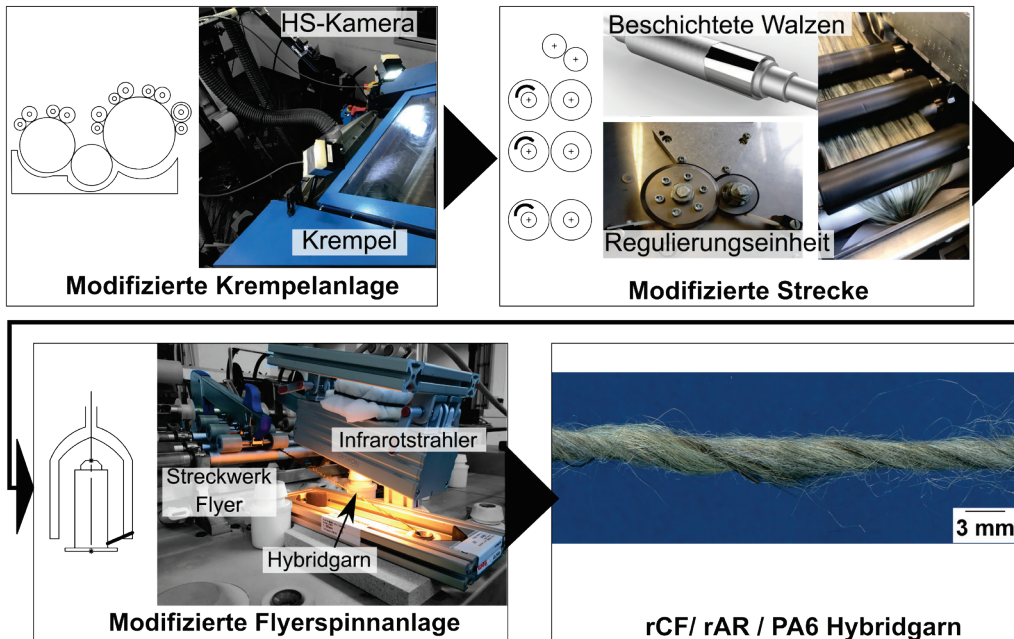 HS-Kamera
Krempel
Modifizierte Krempelanlage
Beschichtete Walzen
Regulierungseinheit
Modifizierte Strecke
Infrarotstrahler
Streckwerk
Flyer
Hybridgarn
Modifizierte Flyerspinnanlage
3 mm
rCF/ rAR / PA6 Hybridgarn